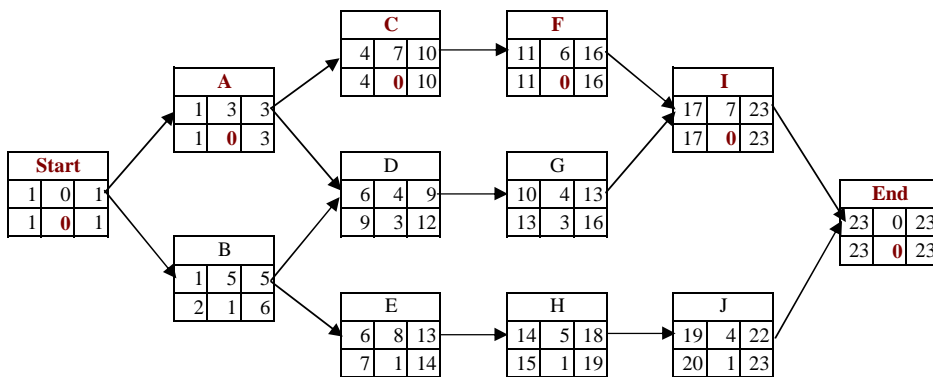 Start
1 0 1
1 0 1
A
1 3 3
1 0 3
B
1 5 5
2 1 6
C
4 7 10
4 0 10
D
6 4 9
9 3 12
E
6 8 13
7 1 14
F
11 6 16
11 0 16
G
10 4 13
13 3 16
H
14 5 18
15 1 19
I
17 7 23
17 0 23
J
19 4 22
20 1 23
End
23 0 23
23 0 23